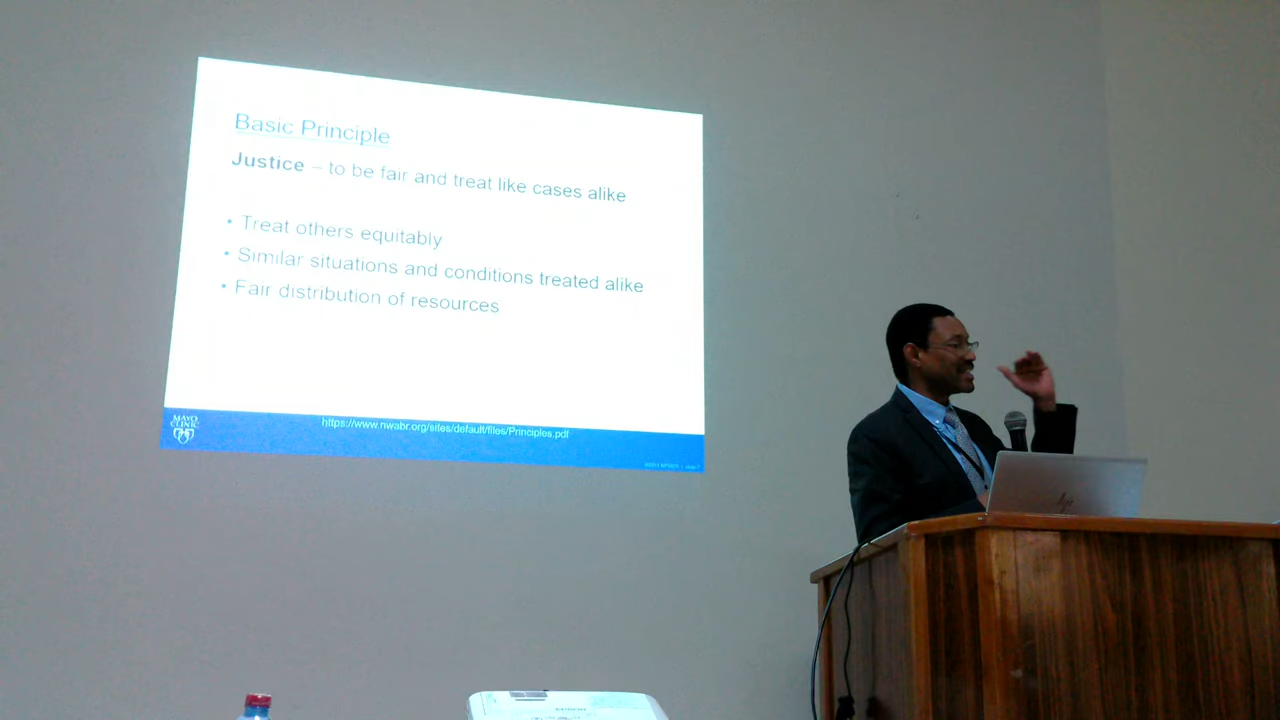 Basic Principle
Justice – to be fair and treat like cases alike
• Treat others equitably
• Similar situations and conditions treated alike
• Fair distribution of resources
MAYO
CLINIC
https://www.nwabr.org/sites/default/files/Principles.pdf
hp